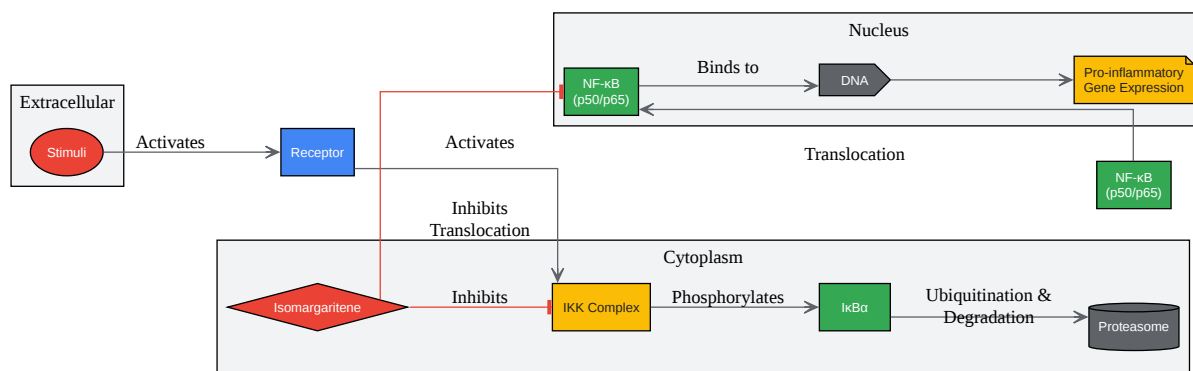 Nucleus
NF-κB
(p50/p65)
Binds to
DNA
Pro-inflammatory
Gene Expression
Extracellular
Stimuli
Activates
Receptor
Activates
Translocation
NF-κB
(p50/p65)
Inhibits
Translocation
Cytoplasm
Isomargaritene
Inhibits
IKK Complex
Phosphorylates
IκBα
Ubiquitination &
Degradation
Proteasome